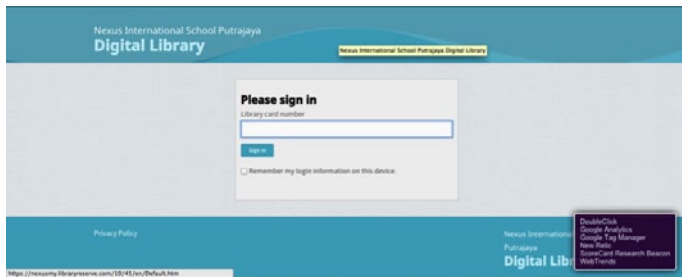 Nexus International School Putrajaya
Digital Library
Nexus International School Putrajaya Digital Library
Please sign in
Library card number
Sign in
Remember my login information on this device.
Privacy Policy
Nexus International
Putrajaya
Digital Libr
DoubleClick
Google Analytics
Google Tag Manager
New Relic
ScoreCard Research Beacon
WebTrends
https://nexusmy.libraryreserve.com/10/45/en/Default.htm